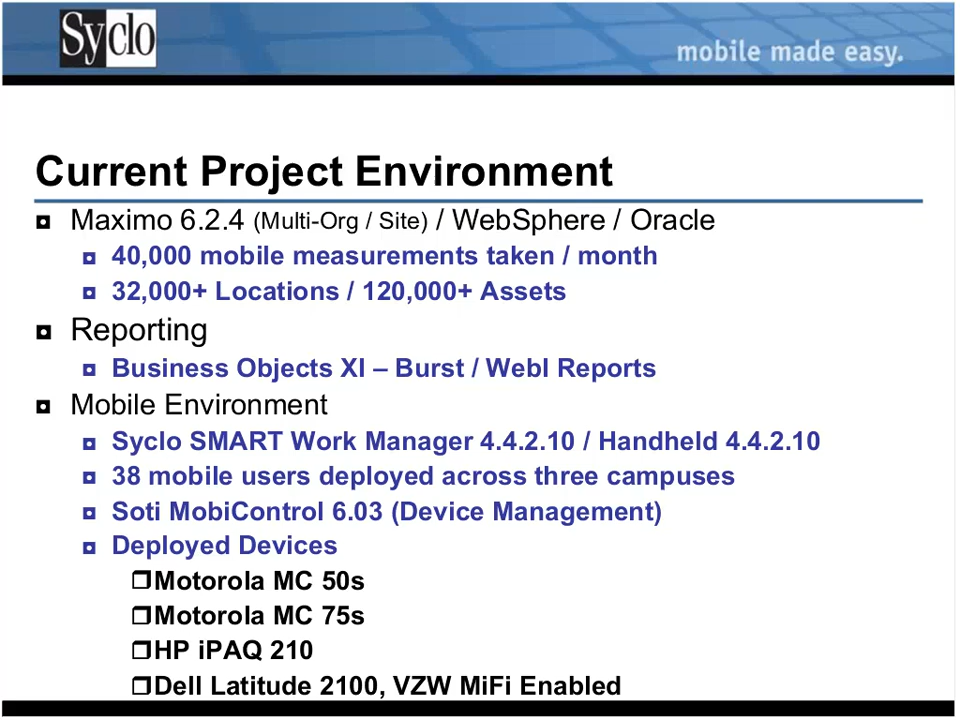 Syclo
mobile made easy.
Current Project Environment
Maximo 6.2.4 (Multi-Org / Site) / WebSphere / Oracle
40,000 mobile measurements taken / month
32,000+ Locations / 120,000+ Assets
Reporting
Business Objects XI – Burst / WebI Reports
Mobile Environment
Syclo SMART Work Manager 4.4.2.10 / Handheld 4.4.2.10
38 mobile users deployed across three campuses
Soti MobiControl 6.03 (Device Management)
Deployed Devices
Motorola MC 50s
Motorola MC 75s
HP iPAQ 210
Dell Latitude 2100, VZW MiFi Enabled